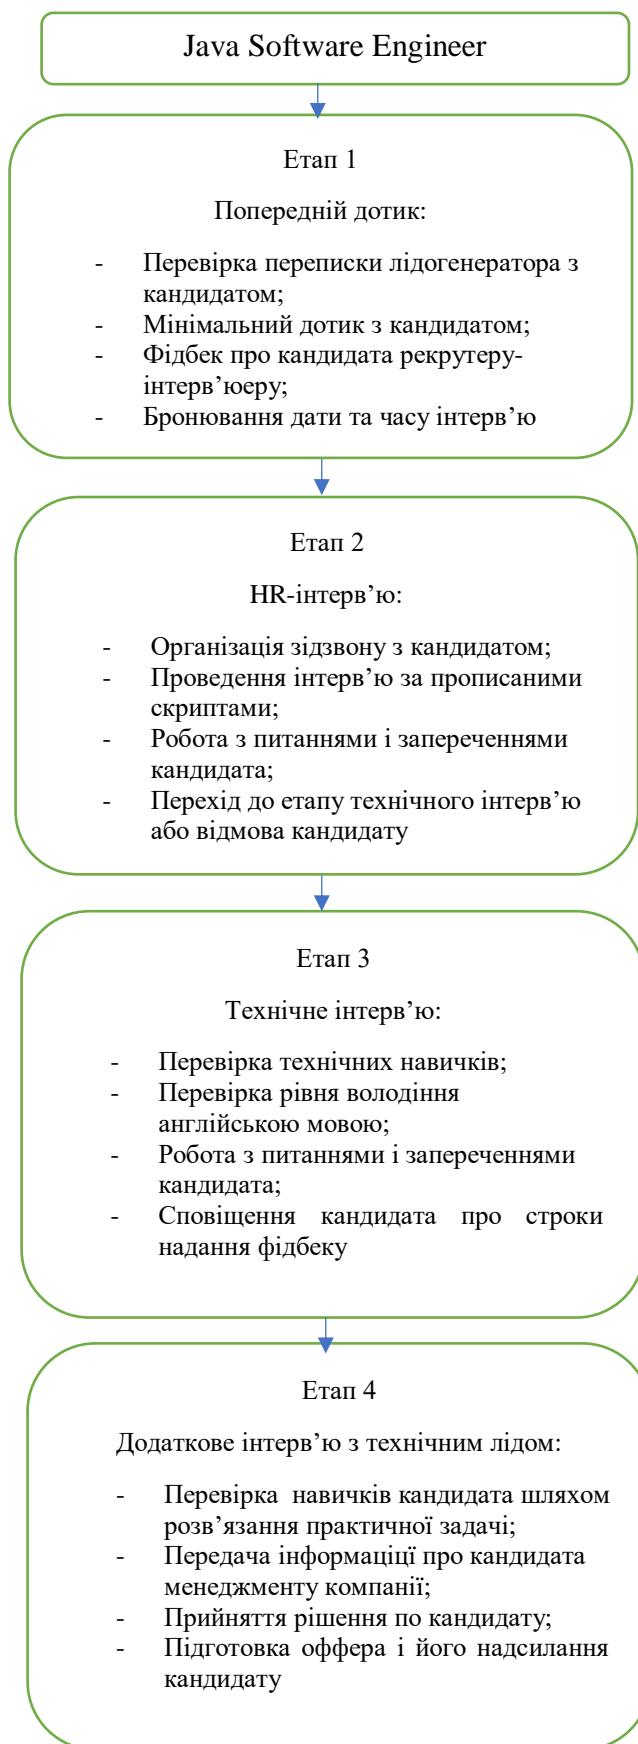 Java Software Engineer
Етап 1
Попередній дотик:
- Перевірка переписки лідогенератора з
кандидатом;
- Мінімальний дотик з кандидатом;
- Фідбек про кандидата рекрутеру-
інтерв’юеру;
- Бронювання дати та часу інтерв’ю
Етап 2
HR-інтерв’ю:
- Організація зідзвону з кандидатом;
- Проведення інтерв’ю за прописаними
скриптами;
- Робота з питаннями і запереченнями
кандидата;
- Перехід до етапу технічного інтерв’ю
або відмова кандидату
Етап 3
Технічне інтерв’ю:
- Перевірка технічних навичків;
- Перевірка рівня володіння
англійською мовою;
- Робота з питаннями і запереченнями
кандидата;
- Сповіщення кандидата про строки
надання фідбеку
Етап 4
Додаткове інтерв’ю з технічним лідом:
- Перевірка навичків кандидата шляхом
розв’язання практичної задачі;
- Передача інформаціїї про кандидата
менеджменту компанії;
- Прийняття рішення по кандидату;
- Підготовка оффера і його надсилання
кандидату